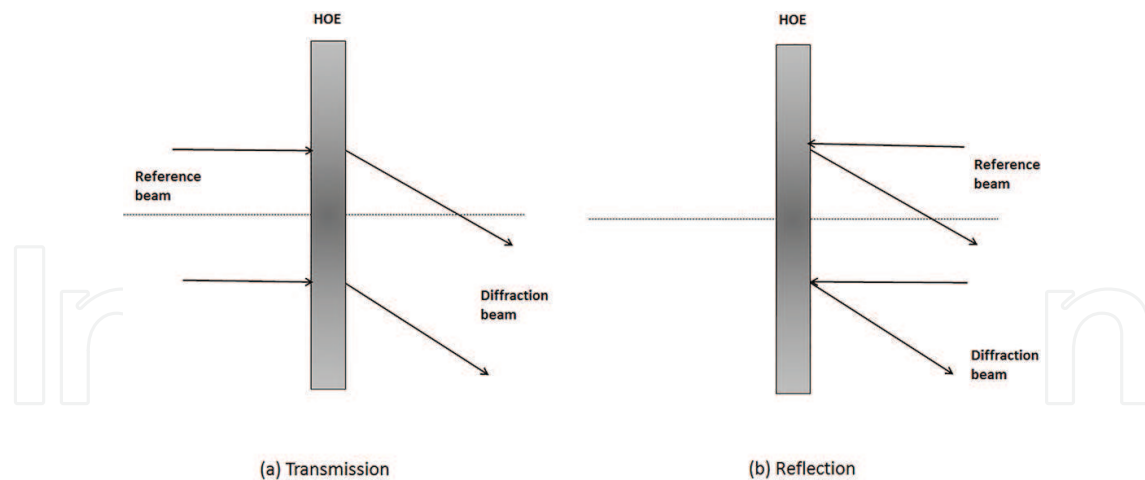 HOE
Reference
beam
Diffraction
beam
(a) Transmission
HOE
Reference
beam
Diffraction
beam
(b) Reflection